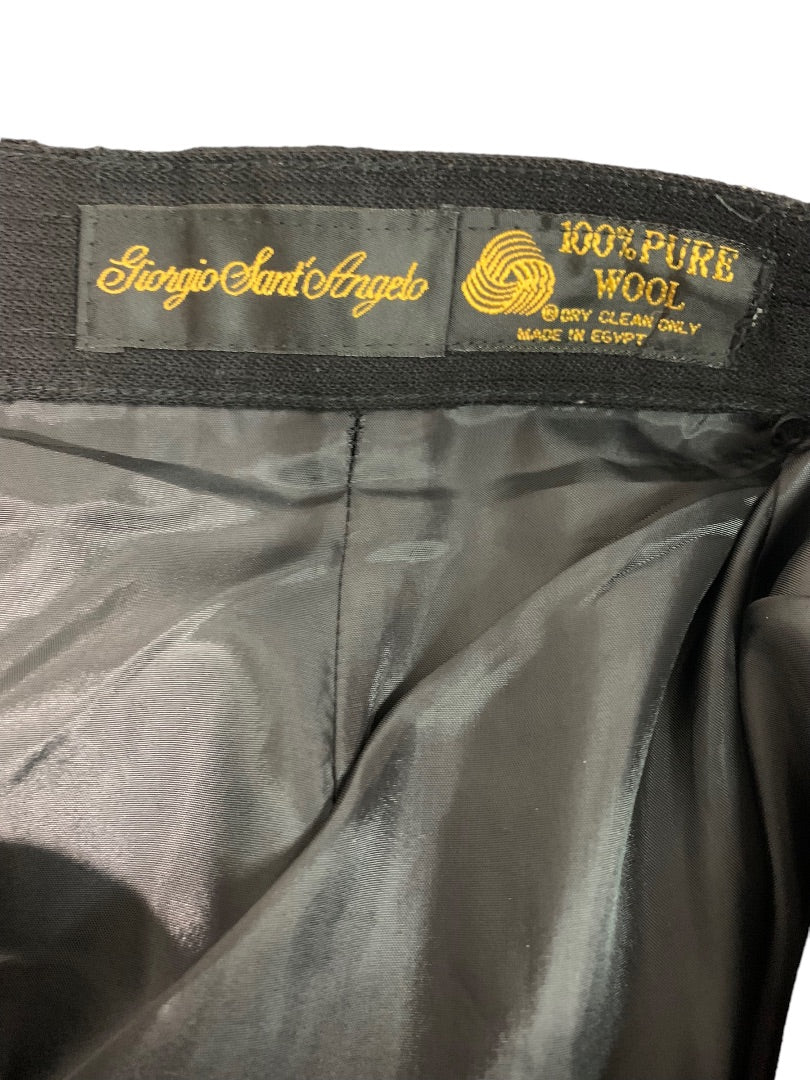 Giorgio Sant'Angelo
100% PURE
WOOL
® DRY CLEAN ONLY
MADE IN EGYPT